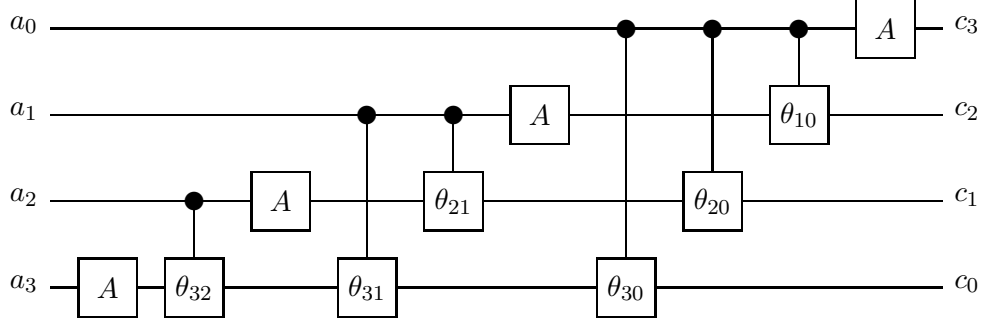 a₀ A c₃
a₁ A θ₁₀ c₂
a₂ A θ₂₁ θ₂₀ c₁
a₃ A θ₃₂ θ₃₁ θ₃₀ c₀